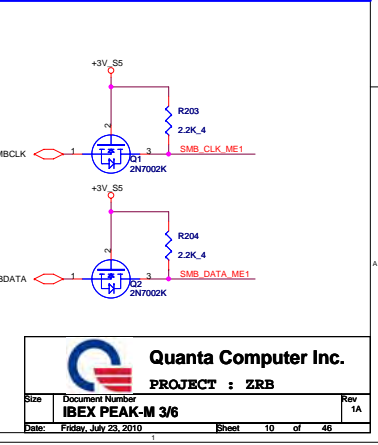 +3V_S5
R203
2.2K_4
2
MBCLK
1
3
SMB_CLK_ME1
Q1
2N7002K
+3V_S5
R204
2.2K_4
2
BDATA
1
3
SMB_DATA_ME1
Q2
2N7002K
A
Quanta Computer Inc.
PROJECT : ZRB
Size Document Number Rev
IBEX PEAK-M 3/6 1A
Date: Friday, July 23, 2010 Sheet 10 of 46
1